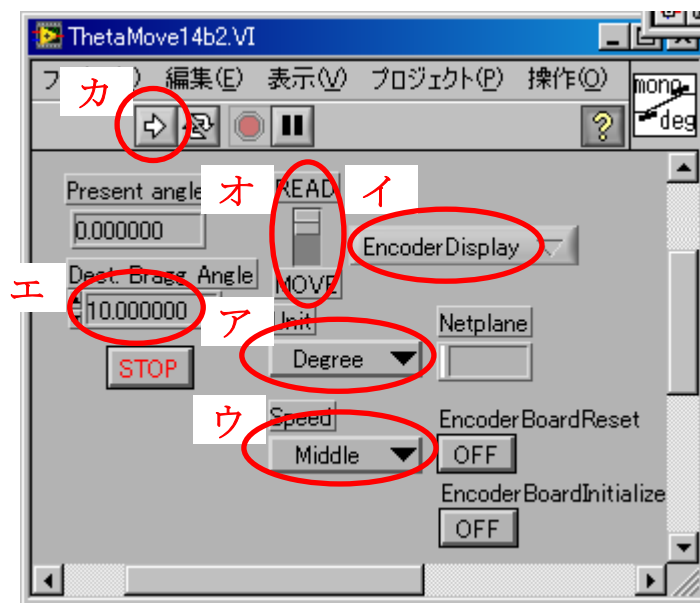 ThetaMove14b2.VI
カ
編集(E) 表示(V) プロジェクト(P) 操作(O)
mono
deg
Present angle オ READ イ
0.000000
EncoderDisplay
エ Dest. Bragg Angle MOVE
10.000000 ア Unit Netplane
STOP Degree
ウ Speed EncoderBoardReset
Middle OFF
EncoderBoardInitialize
OFF